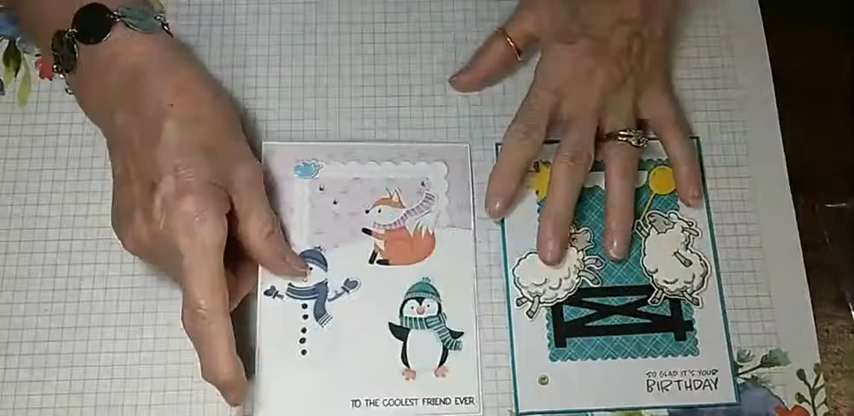 TO THE COOLEST FRIEND EVER
SO GLAD IT'S YOUR
BIRTHDAY